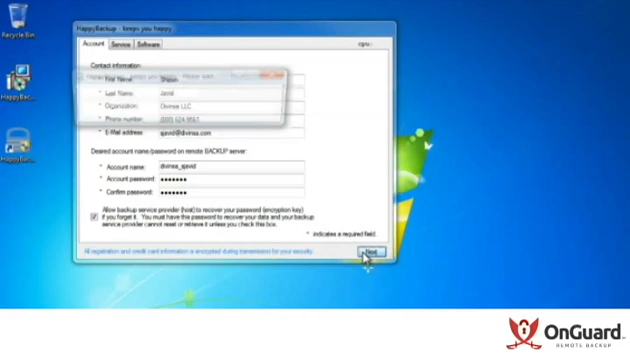 Recycle Bin
HappyBac...
HappyBac...
HappyBackup - keeps you happy
Account Service Software
Contact information:
* First Name: Shawn
* Last Name: Javid
* Organization: Divinsa LLC
* Phone number:
* E-Mail address sjavid@divinsa.com
Desired account name/password on remote BACKUP server:
* Account name: divinsa_sjavid
* Account password: •••••••
* Confirm password: •••••••
Allow backup service provider (host) to recover your password (encryption key)
if you forget it. You must have this password to recover your data and your backup
service provider cannot reset or retrieve it unless you check this box.
* indicates a required field.
All registration and credit card information is encrypted during transmission for your security.
Next
OnGuard
REMOTE BACKUP